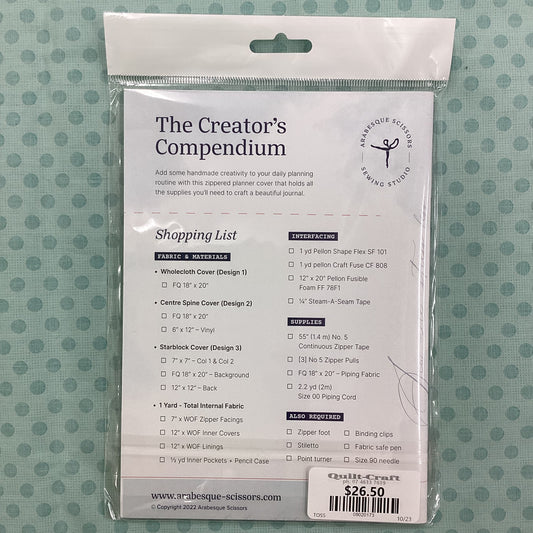 The Creator's
Compendium
ARABESQUE SCISSORS
SEWING STUDIO
Add some handmade creativity to your daily planning
routine with this zippered planner cover that holds all
the supplies you'll need to craft a beautiful journal.
Shopping List
FABRIC & MATERIALS
• Wholecloth Cover (Design 1)
FQ 18" x 20"
• Centre Spine Cover (Design 2)
FQ 18" x 20"
6" x 12" – Vinyl
• Starblock Cover (Design 3)
7" x 7" – Col 1 & Col 2
FQ 18" x 20" – Background
12" x 12" – Back
• 1 Yard - Total Internal Fabric
7" x WOF Zipper Facings
12" x WOF Inner Covers
12" x WOF Linings
½ yd Inner Pockets + Pencil Case
INTERFACING
1 yd Pellon Shape Flex SF 101
1 yd pellon Craft Fuse CF 808
12" x 20" Pellon Fusible
Foam FF 78F1
¼" Steam-A-Seam Tape
SUPPLIES
55" (1.4 m) No. 5
Continuous Zipper Tape
[3] No 5 Zipper Pulls
FQ 18" x 20" – Piping Fabric
2.2 yd (2m)
Size 00 Piping Cord
ALSO REQUIRED
Zipper foot
Stiletto
Point turner
Binding clips
Fabric safe pen
Size 90 needle
www.arabesque-scissors.com
© Copyright 2022 Arabesque Scissors
Quilt-Craft
ph: 07 4633 7459
$26.50
TOSS
10/23